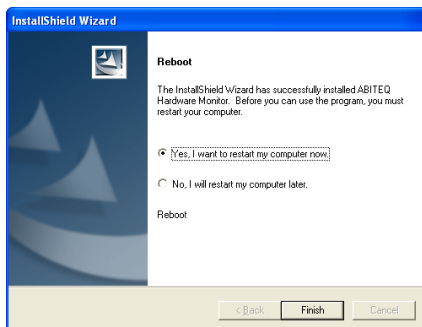 InstallShield Wizard
Reboot
The InstallShield Wizard has successfully installed ABITEQ
Hardware Monitor. Before you can use the program, you must
restart your computer.
Yes, I want to restart my computer now.
No, I will restart my computer later.
Reboot
< Back
Finish
Cancel